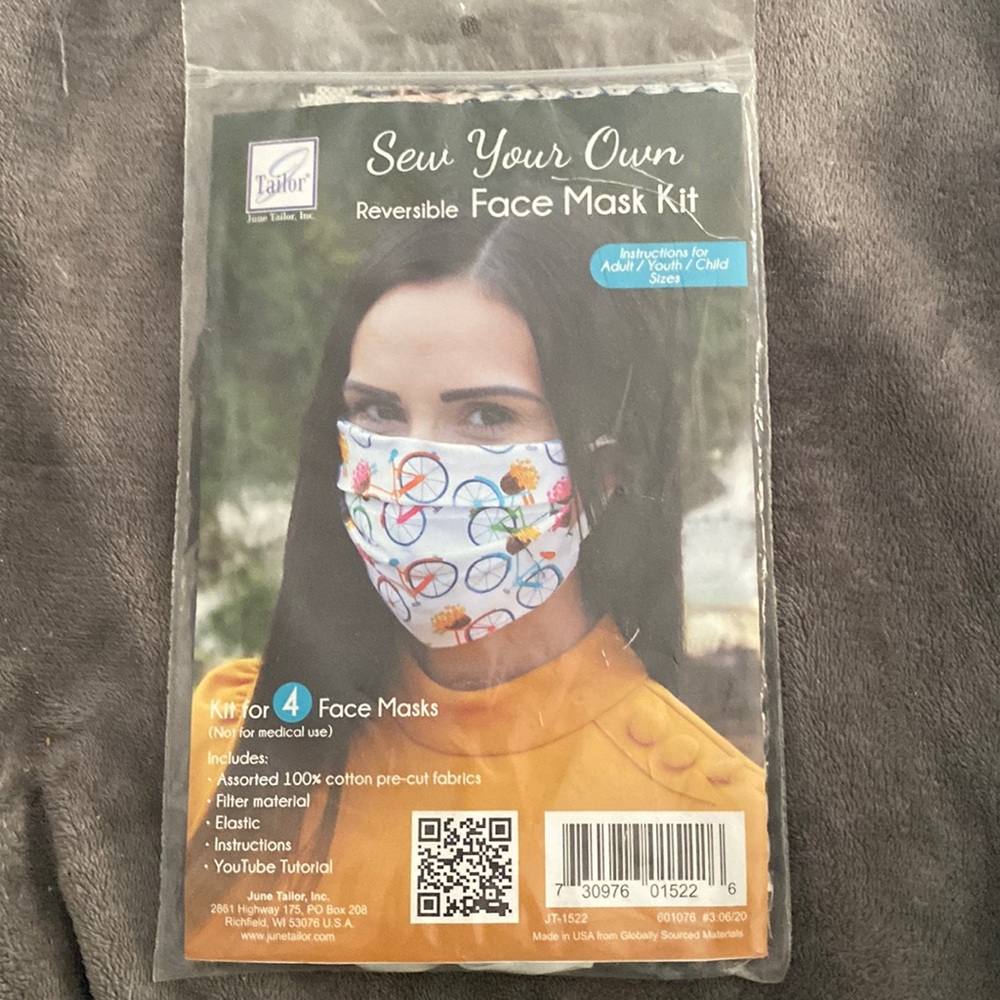 Tailor®
June Tailor, Inc.
Sew Your Own
Reversible Face Mask Kit
Instructions for
Adult / Youth / Child
Sizes
Kit for 4 Face Masks
(Not for medical use)
Includes:
• Assorted 100% cotton pre-cut fabrics
• Filter material
• Elastic
• Instructions
• YouTube Tutorial
June Tailor, Inc.
2861 Highway 175, PO Box 208
Richfield, WI 53076 U.S.A.
www.junetailor.com
7 30976 01522 6
JT-1522 601076 #3:06/20
Made in USA from Globally Sourced Materials